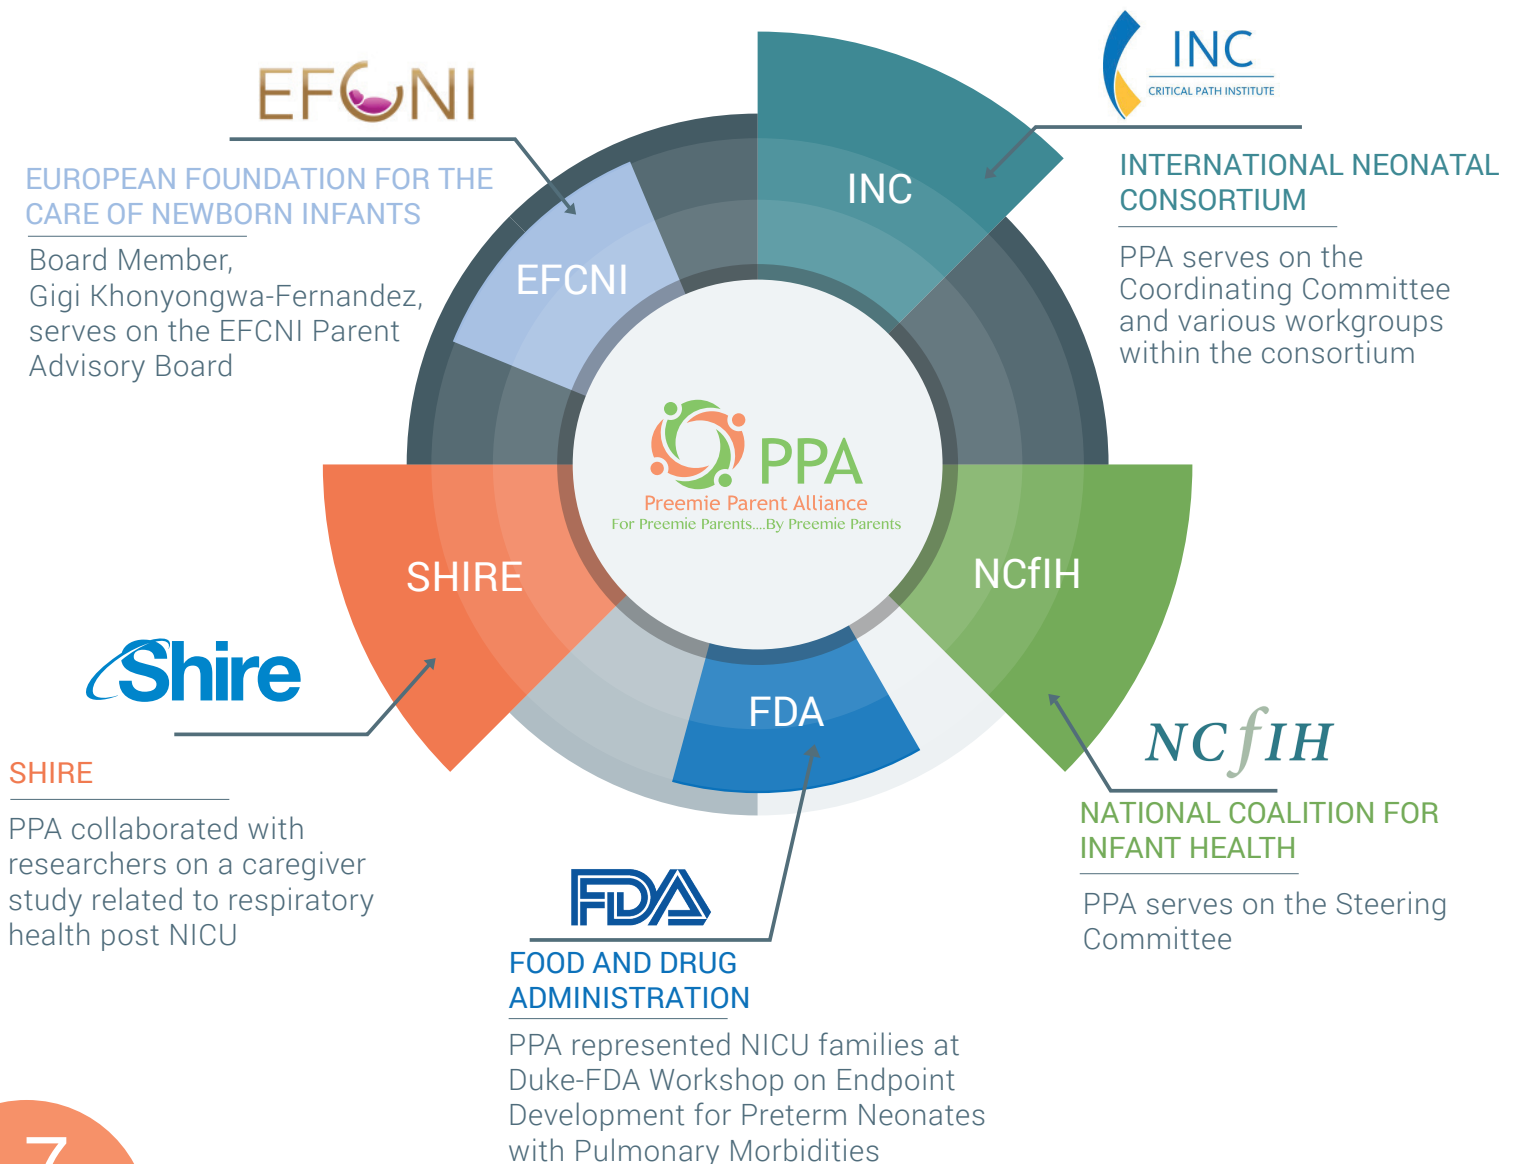 EFCNI
EUROPEAN FOUNDATION FOR THE
CARE OF NEWBORN INFANTS
Board Member,
Gigi Khonyongwa-Fernandez,
serves on the EFCNI Parent
Advisory Board
INC
CRITICAL PATH INSTITUTE
INTERNATIONAL NEONATAL
CONSORTIUM
PPA serves on the
Coordinating Committee
and various workgroups
within the consortium
INC
EFCNI
PPA
Preemie Parent Alliance
For Preemie Parents....By Preemie Parents
SHIRE
NCfIH
FDA
Shire
SHIRE
PPA collaborated with
researchers on a caregiver
study related to respiratory
health post NICU
NCfIH
NATIONAL COALITION FOR
INFANT HEALTH
PPA serves on the Steering
Committee
FDA
FOOD AND DRUG
ADMINISTRATION
PPA represented NICU families at
Duke-FDA Workshop on Endpoint
Development for Preterm Neonates
with Pulmonary Morbidities
7